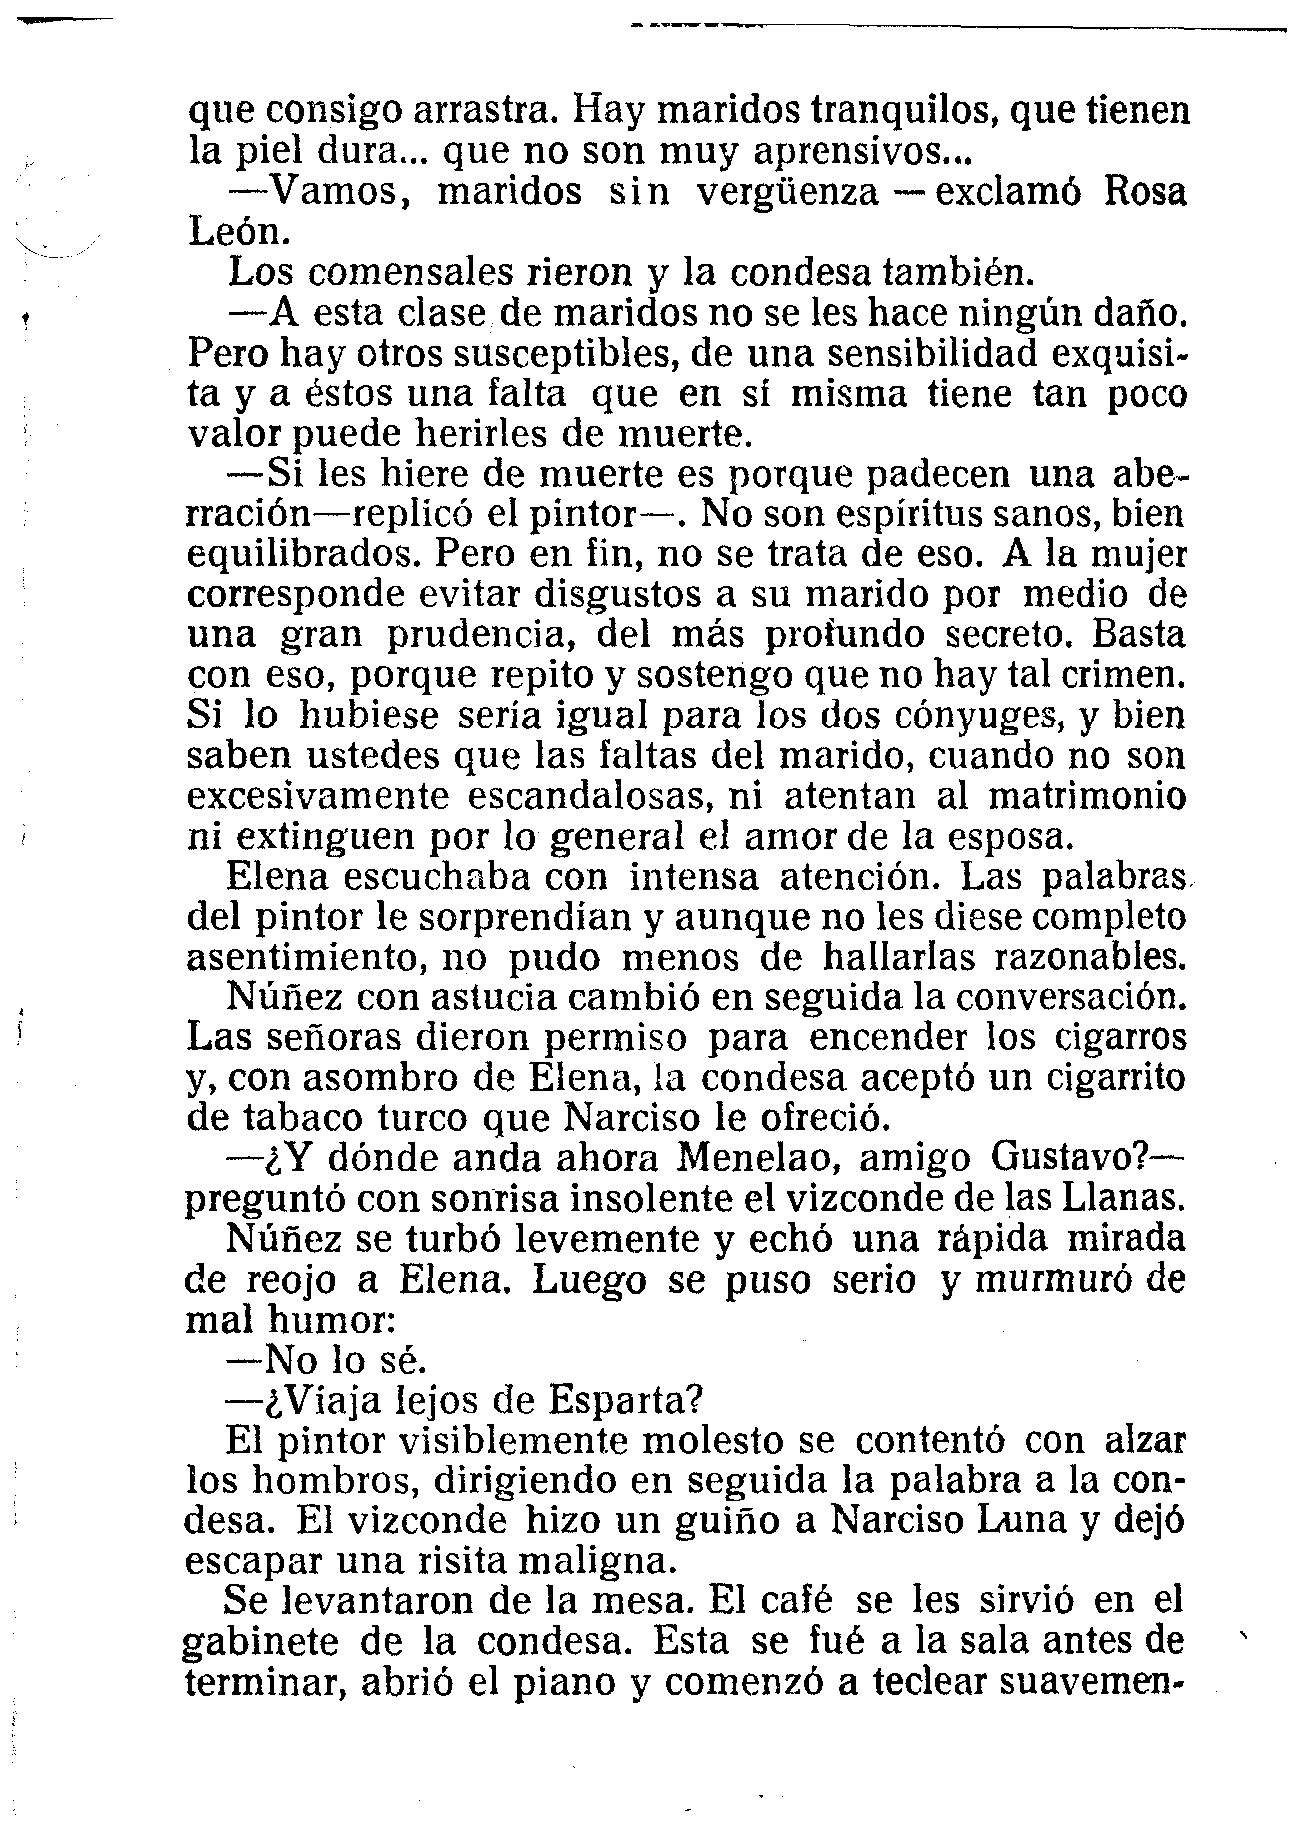 que consigo arrastra. Hay maridos tranquilos, que tienen
la piel dura... que no son muy aprensivos...
—Vamos, maridos sin vergüenza — exclamó Rosa
León.
Los comensales rieron y la condesa también.
—A esta clase de maridos no se les hace ningún daño.
Pero hay otros susceptibles, de una sensibilidad exquisi-
ta y a éstos una falta que en sí misma tiene tan poco
valor puede herirles de muerte.
—Si les hiere de muerte es porque padecen una abe-
rración—replicó el pintor—. No son espíritus sanos, bien
equilibrados. Pero en fin, no se trata de eso. A la mujer
corresponde evitar disgustos a su marido por medio de
una gran prudencia, del más profundo secreto. Basta
con eso, porque repito y sostengo que no hay tal crimen.
Si lo hubiese sería igual para los dos cónyuges, y bien
saben ustedes que las faltas del marido, cuando no son
excesivamente escandalosas, ni atentan al matrimonio
ni extinguen por lo general el amor de la esposa.
Elena escuchaba con intensa atención. Las palabras
del pintor le sorprendían y aunque no les diese completo
asentimiento, no pudo menos de hallarlas razonables.
Núñez con astucia cambió en seguida la conversación.
Las señoras dieron permiso para encender los cigarros
y, con asombro de Elena, la condesa aceptó un cigarrito
de tabaco turco que Narciso le ofreció.
—¿Y dónde anda ahora Menelao, amigo Gustavo?—
preguntó con sonrisa insolente el vizconde de las Llanas.
Núñez se turbó levemente y echó una rápida mirada
de reojo a Elena. Luego se puso serio y murmuró de
mal humor:
—No lo sé.
—¿Viaja lejos de Esparta?
El pintor visiblemente molesto se contentó con alzar
los hombros, dirigiendo en seguida la palabra a la con-
desa. El vizconde hizo un guiño a Narciso Luna y dejó
escapar una risita maligna.
Se levantaron de la mesa. El café se les sirvió en el
gabinete de la condesa. Esta se fué a la sala antes de
terminar, abrió el piano y comenzó a teclear suavemen-